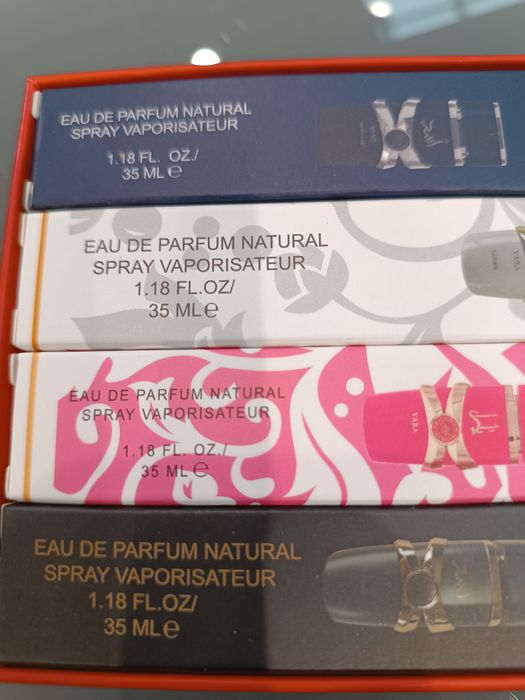 EAU DE PARFUM NATURAL
SPRAY VAPORISATEUR
1.18 FL. OZ./
35 ML e
EAU DE PARFUM NATURAL
SPRAY VAPORISATEUR
1.18 FL.OZ/
35 ML e
YARA
EAU DE PARFUM NATURAL
SPRAY VAPORISATEUR
1.18 FL.OZ./
35 ML e
YARA
يارا
EAU DE PARFUM NATURAL
SPRAY VAPORISATEUR
1.18 FL.OZ/
35 ML e